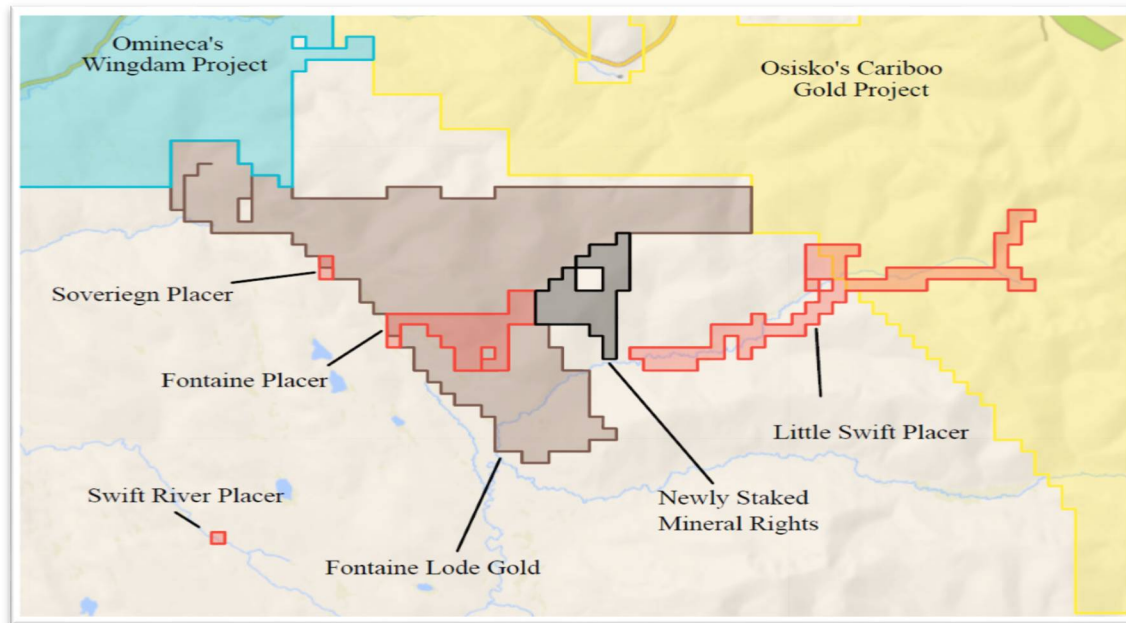 Omineca's
Wingdam Project
Osisko's Cariboo
Gold Project
Soveriegn Placer
Fontaine Placer
Little Swift Placer
Swift River Placer
Newly Staked
Mineral Rights
Fontaine Lode Gold